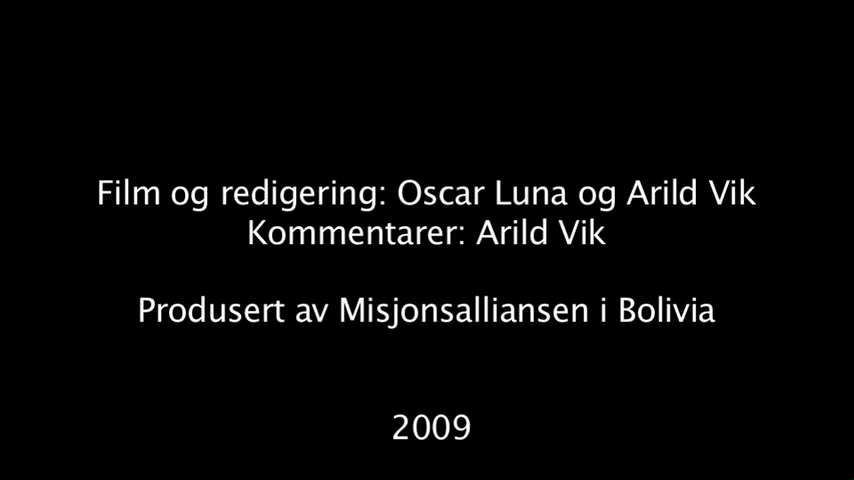 Film og redigering: Oscar Luna og Arild Vik
Kommentarer: Arild Vik
Produsert av Misjonsalliansen i Bolivia
2009